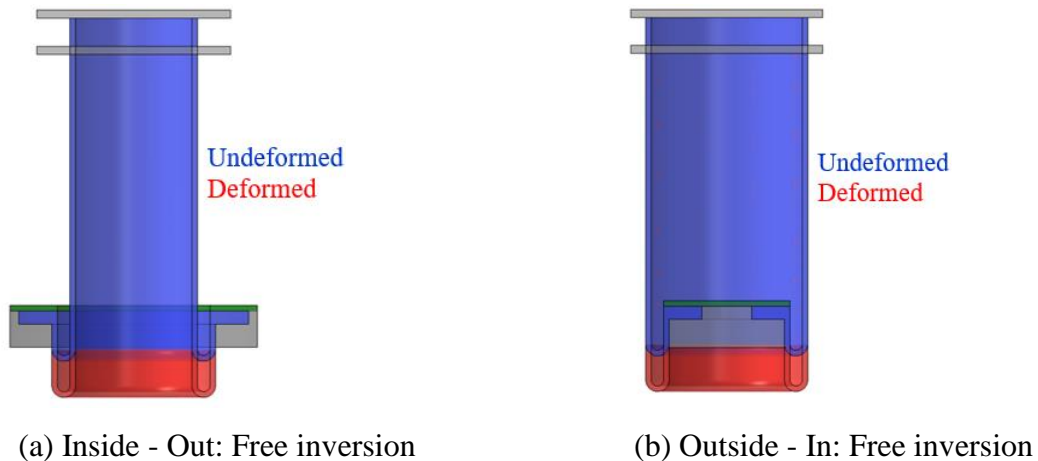 Undeformed
Deformed
Undeformed
Deformed
(a) Inside - Out: Free inversion
(b) Outside - In: Free inversion